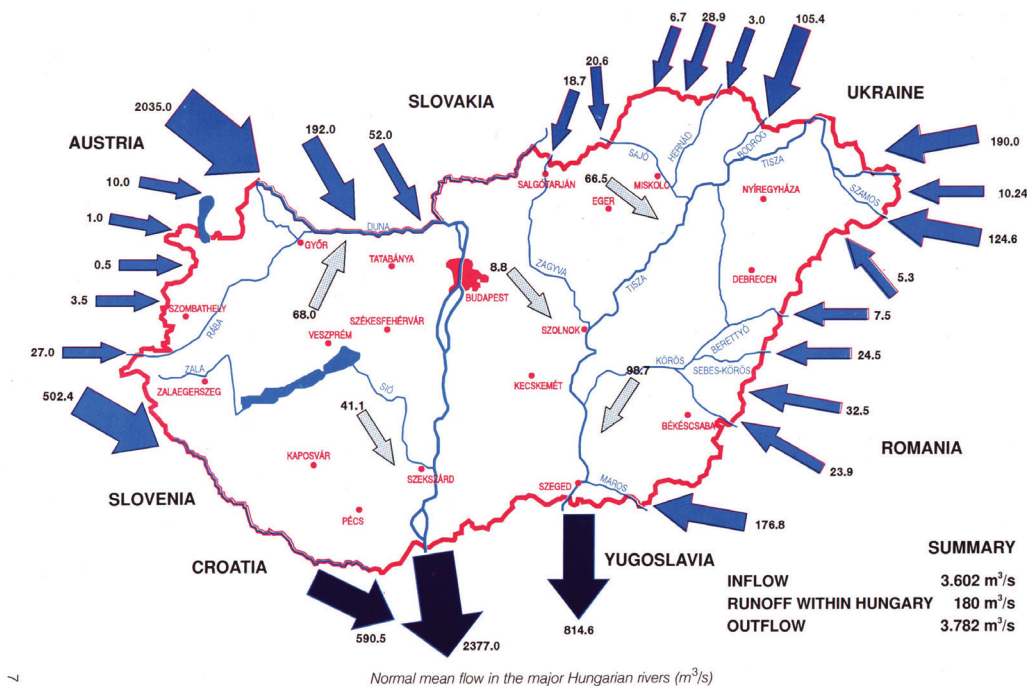 6.7
28.9
3.0
105.4
20.6
18.7
SLOVAKIA
UKRAINE
2035.0
192.0
52.0
AUSTRIA
190.0
10.0
SAJÓ
HERNÁD
BODROG
TISZA
SALGÓTARJÁN
66.5
MISKOLC
NYÍREGYHÁZA
SZAMOS
10.24
EGER
1.0
DUNA
GYŐR
124.6
0.5
TATABÁNYA
8.8
ZAGYVA
TISZA
DEBRECEN
5.3
BUDAPEST
3.5
SZOMBATHELY
68.0
RÁBA
VESZPRÉM
SZÉKESFEHÉRVÁR
SZOLNOK
7.5
BERETTYÓ
27.0
ZALA
KÖRÖS
SEBES-KÖRÖS
24.5
98.7
ZALAEGERSZEG
SIÓ
KECSKEMÉT
502.4
41.1
32.5
BÉKÉSCSABA
ROMANIA
KAPOSVÁR
SZEKSZÁRD
23.9
SLOVENIA
SZEGED
MAROS
PÉCS
176.8
CROATIA
YUGOSLAVIA
590.5
2377.0
814.6
SUMMARY
INFLOW 3.602 m³/s
RUNOFF WITHIN HUNGARY 180 m³/s
OUTFLOW 3.782 m³/s
7
Normal mean flow in the major Hungarian rivers (m³/s)